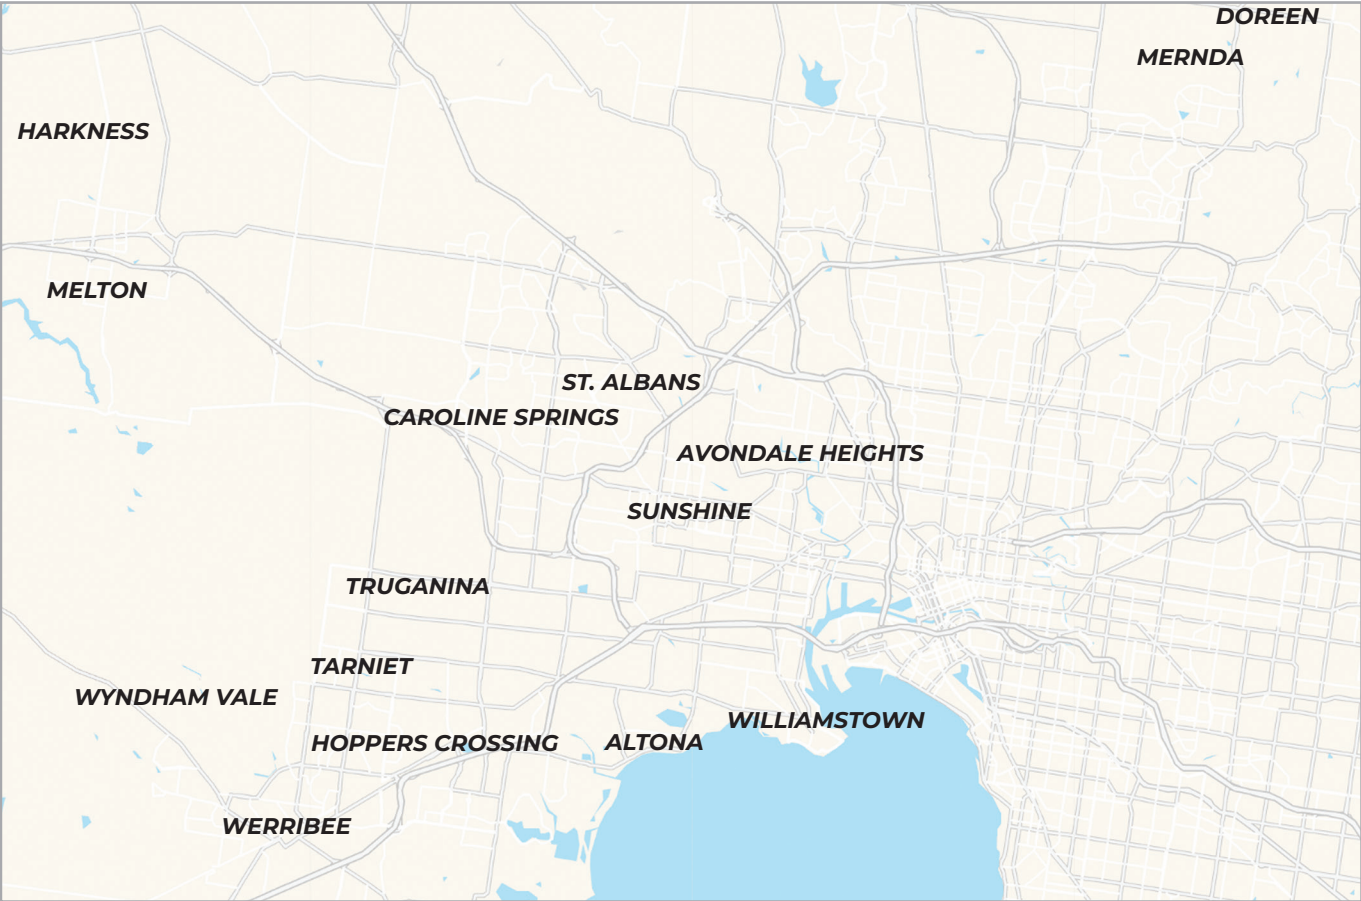 DOREEN
MERNDA
HARKNESS
MELTON
ST. ALBANS
CAROLINE SPRINGS
AVONDALE HEIGHTS
SUNSHINE
TRUGANINA
TARNIET
WYNDHAM VALE
WILLIAMSTOWN
HOPPERS CROSSING
ALTONA
WERRIBEE